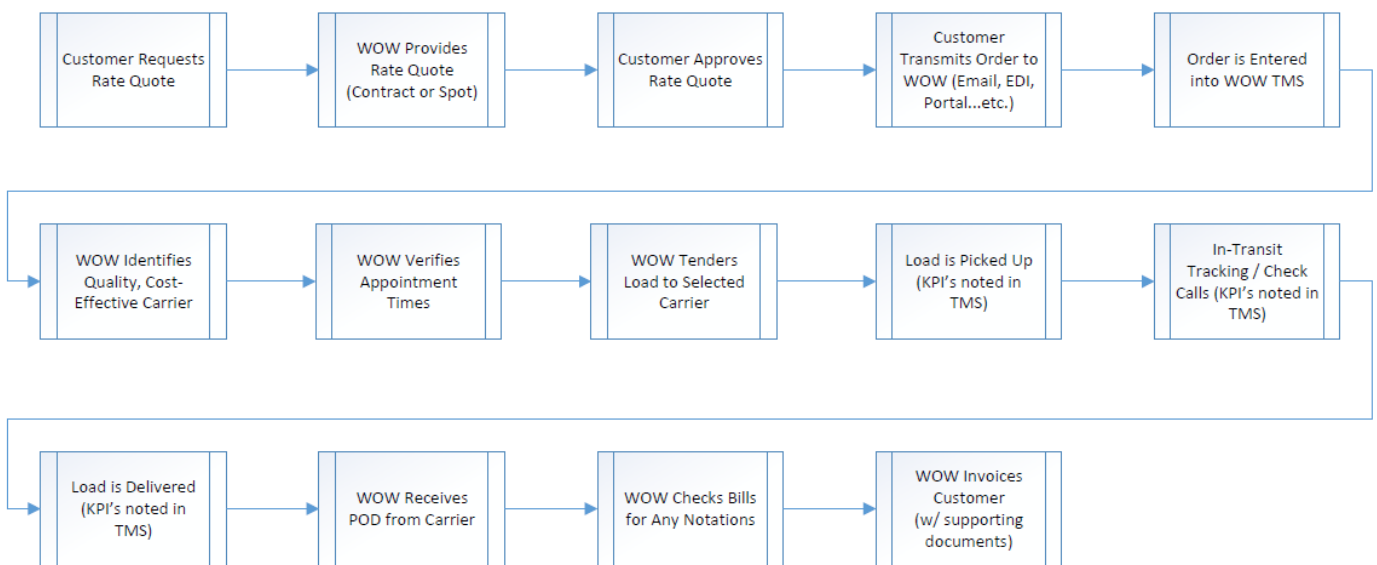 Customer Requests
Rate Quote
WOW Provides
Rate Quote
(Contract or Spot)
Customer Approves
Rate Quote
Customer
Transmits Order to
WOW (Email, EDI,
Portal...etc.)
Order is Entered
into WOW TMS
WOW Identifies
Quality, Cost-
Effective Carrier
WOW Verifies
Appointment
Times
WOW Tenders
Load to Selected
Carrier
Load is Picked Up
(KPI's noted in
TMS)
In-Transit
Tracking / Check
Calls (KPI's noted in
TMS)
Load is Delivered
(KPI's noted in
TMS)
WOW Receives
POD from Carrier
WOW Checks Bills
for Any Notations
WOW Invoices
Customer
(w/ supporting
documents)